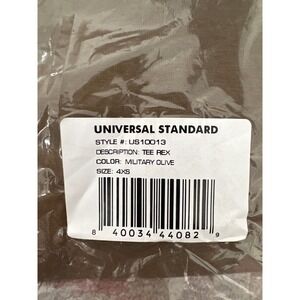 UNIVERSAL STANDARD
STYLE #: US10013
DESCRIPTION: TEE REX
COLOR: MILITARY OLIVE
SIZE: 4XS
8 40034 44082 9